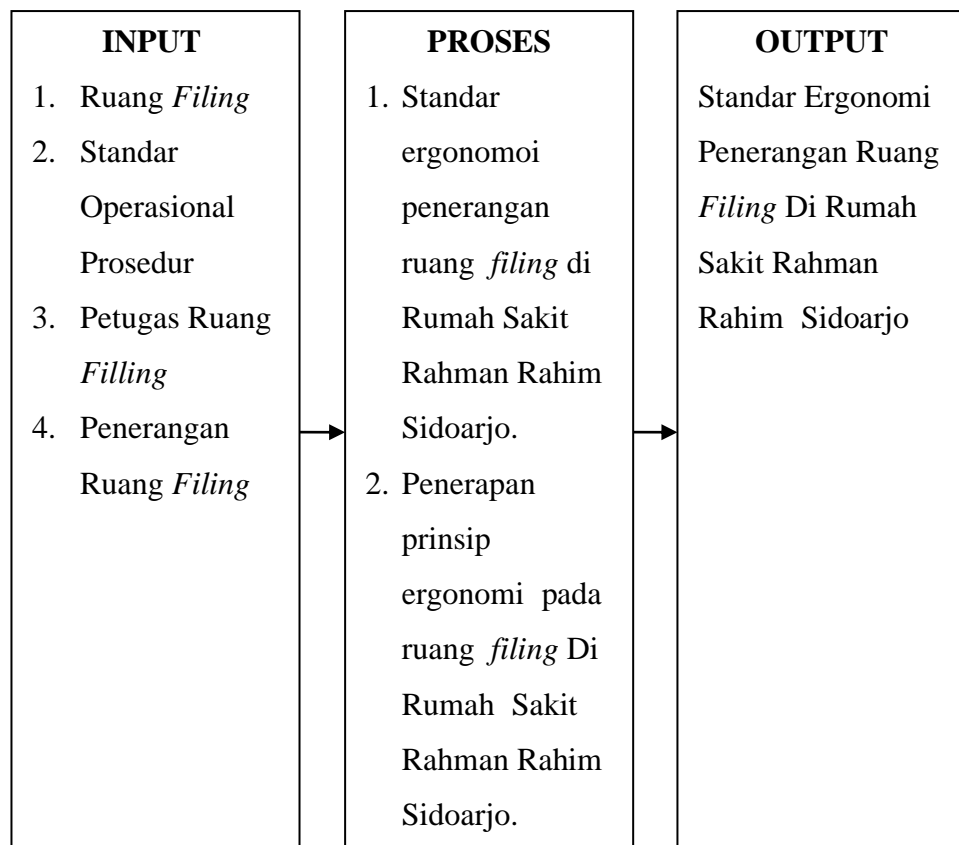 INPUT
1. Ruang Filing
2. Standar
Operasional
Prosedur
3. Petugas Ruang
Filling
4. Penerangan
Ruang Filing
PROSES
1. Standar
ergonomoi
penerangan
ruang filing di
Rumah Sakit
Rahman Rahim
Sidoarjo.
2. Penerapan
prinsip
ergonomi pada
ruang filing Di
Rumah Sakit
Rahman Rahim
Sidoarjo.
OUTPUT
Standar Ergonomi
Penerangan Ruang
Filing Di Rumah
Sakit Rahman
Rahim Sidoarjo